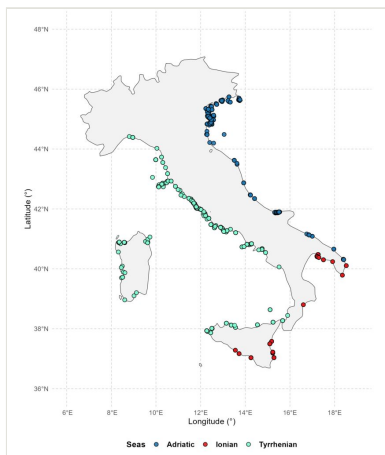 48°N
46°N
44°N
42°N
40°N
38°N
36°N
Latitude (°)
6°E 8°E 10°E 12°E 14°E 16°E 18°E
Longitude (°)
Seas Adriatic Ionian Tyrrhenian